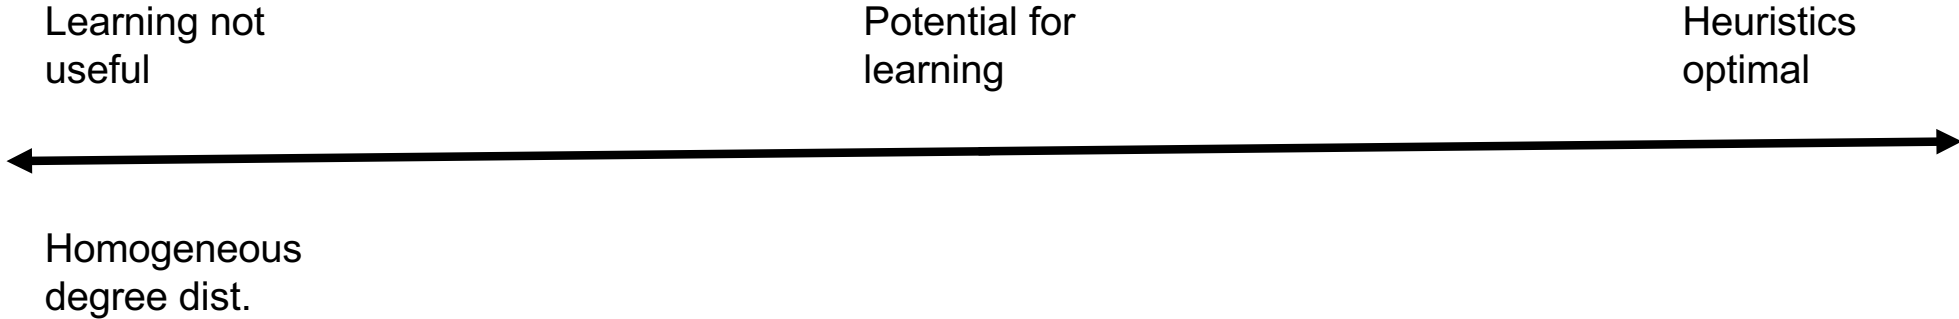 Learning not
useful
Potential for
learning
Heuristics
optimal
Homogeneous
degree dist.